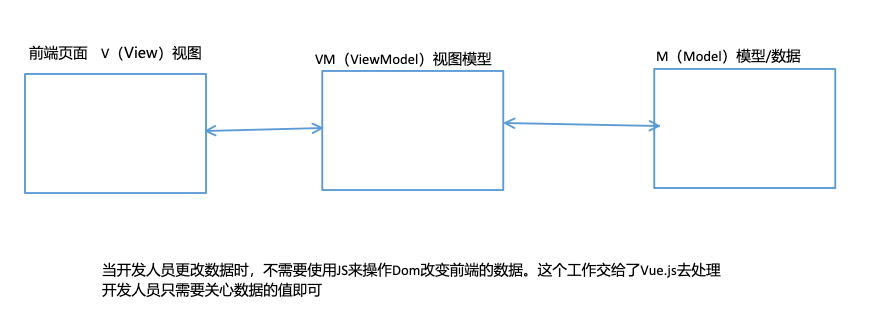 前端页面 V（View）视图
VM（ViewModel）视图模型
M（Model）模型/数据
当开发人员更改数据时，不需要使用JS来操作Dom改变前端的数据。这个工作交给了Vue.js去处理
开发人员只需要关心数据的值即可